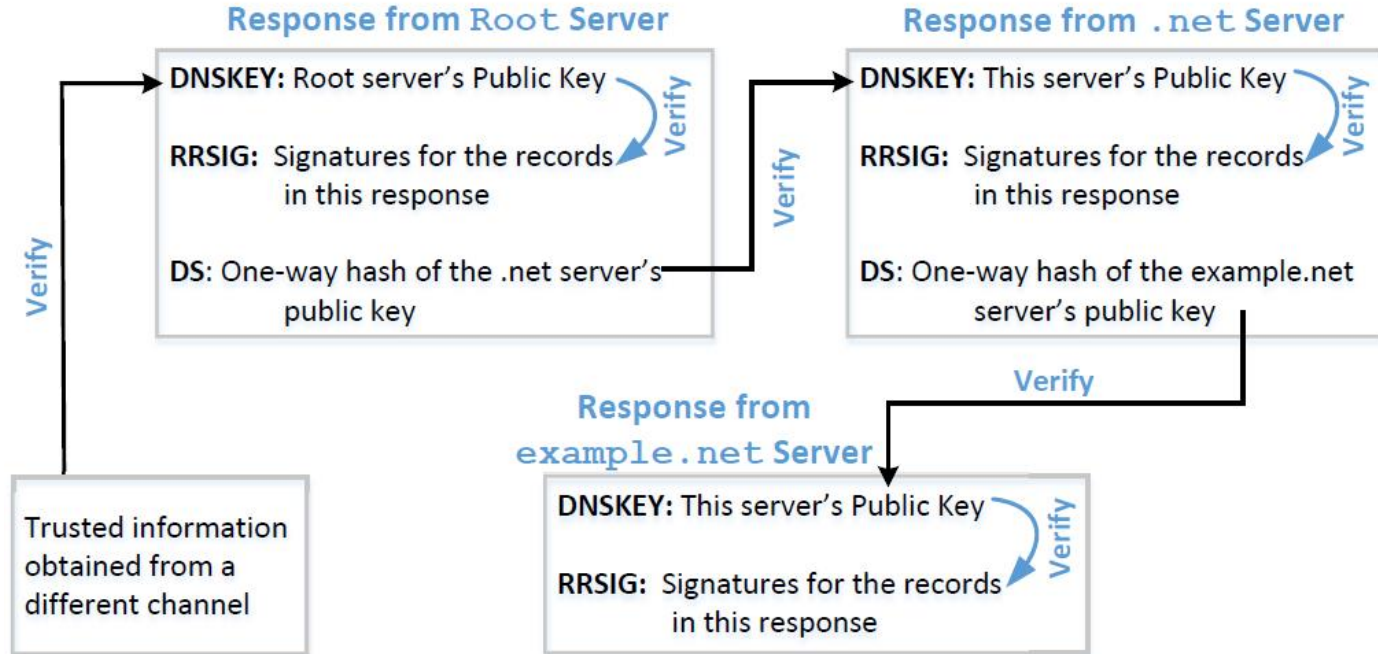 Response from Root Server
DNSKEY: Root server's Public Key
Verify
RRSIG: Signatures for the records
in this response
DS: One-way hash of the .net server's
public key
Verify
Verify
Response from .net Server
DNSKEY: This server's Public Key
Verify
RRSIG: Signatures for the records
in this response
DS: One-way hash of the example.net
server's public key
Verify
Trusted information
obtained from a
different channel
Response from
example.net Server
DNSKEY: This server's Public Key
Verify
RRSIG: Signatures for the records
in this response